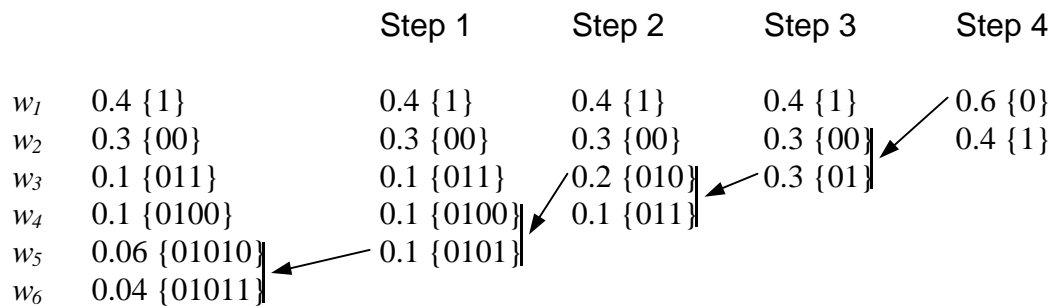 Step 1 Step 2 Step 3 Step 4
w1 0.4 {1} 0.4 {1} 0.4 {1} 0.4 {1} 0.6 {0}
w2 0.3 {00} 0.3 {00} 0.3 {00} 0.3 {00} 0.4 {1}
w3 0.1 {011} 0.1 {011} 0.2 {010} 0.3 {01}
w4 0.1 {0100} 0.1 {0100} 0.1 {011}
w5 0.06 {01010} 0.1 {0101}
w6 0.04 {01011}